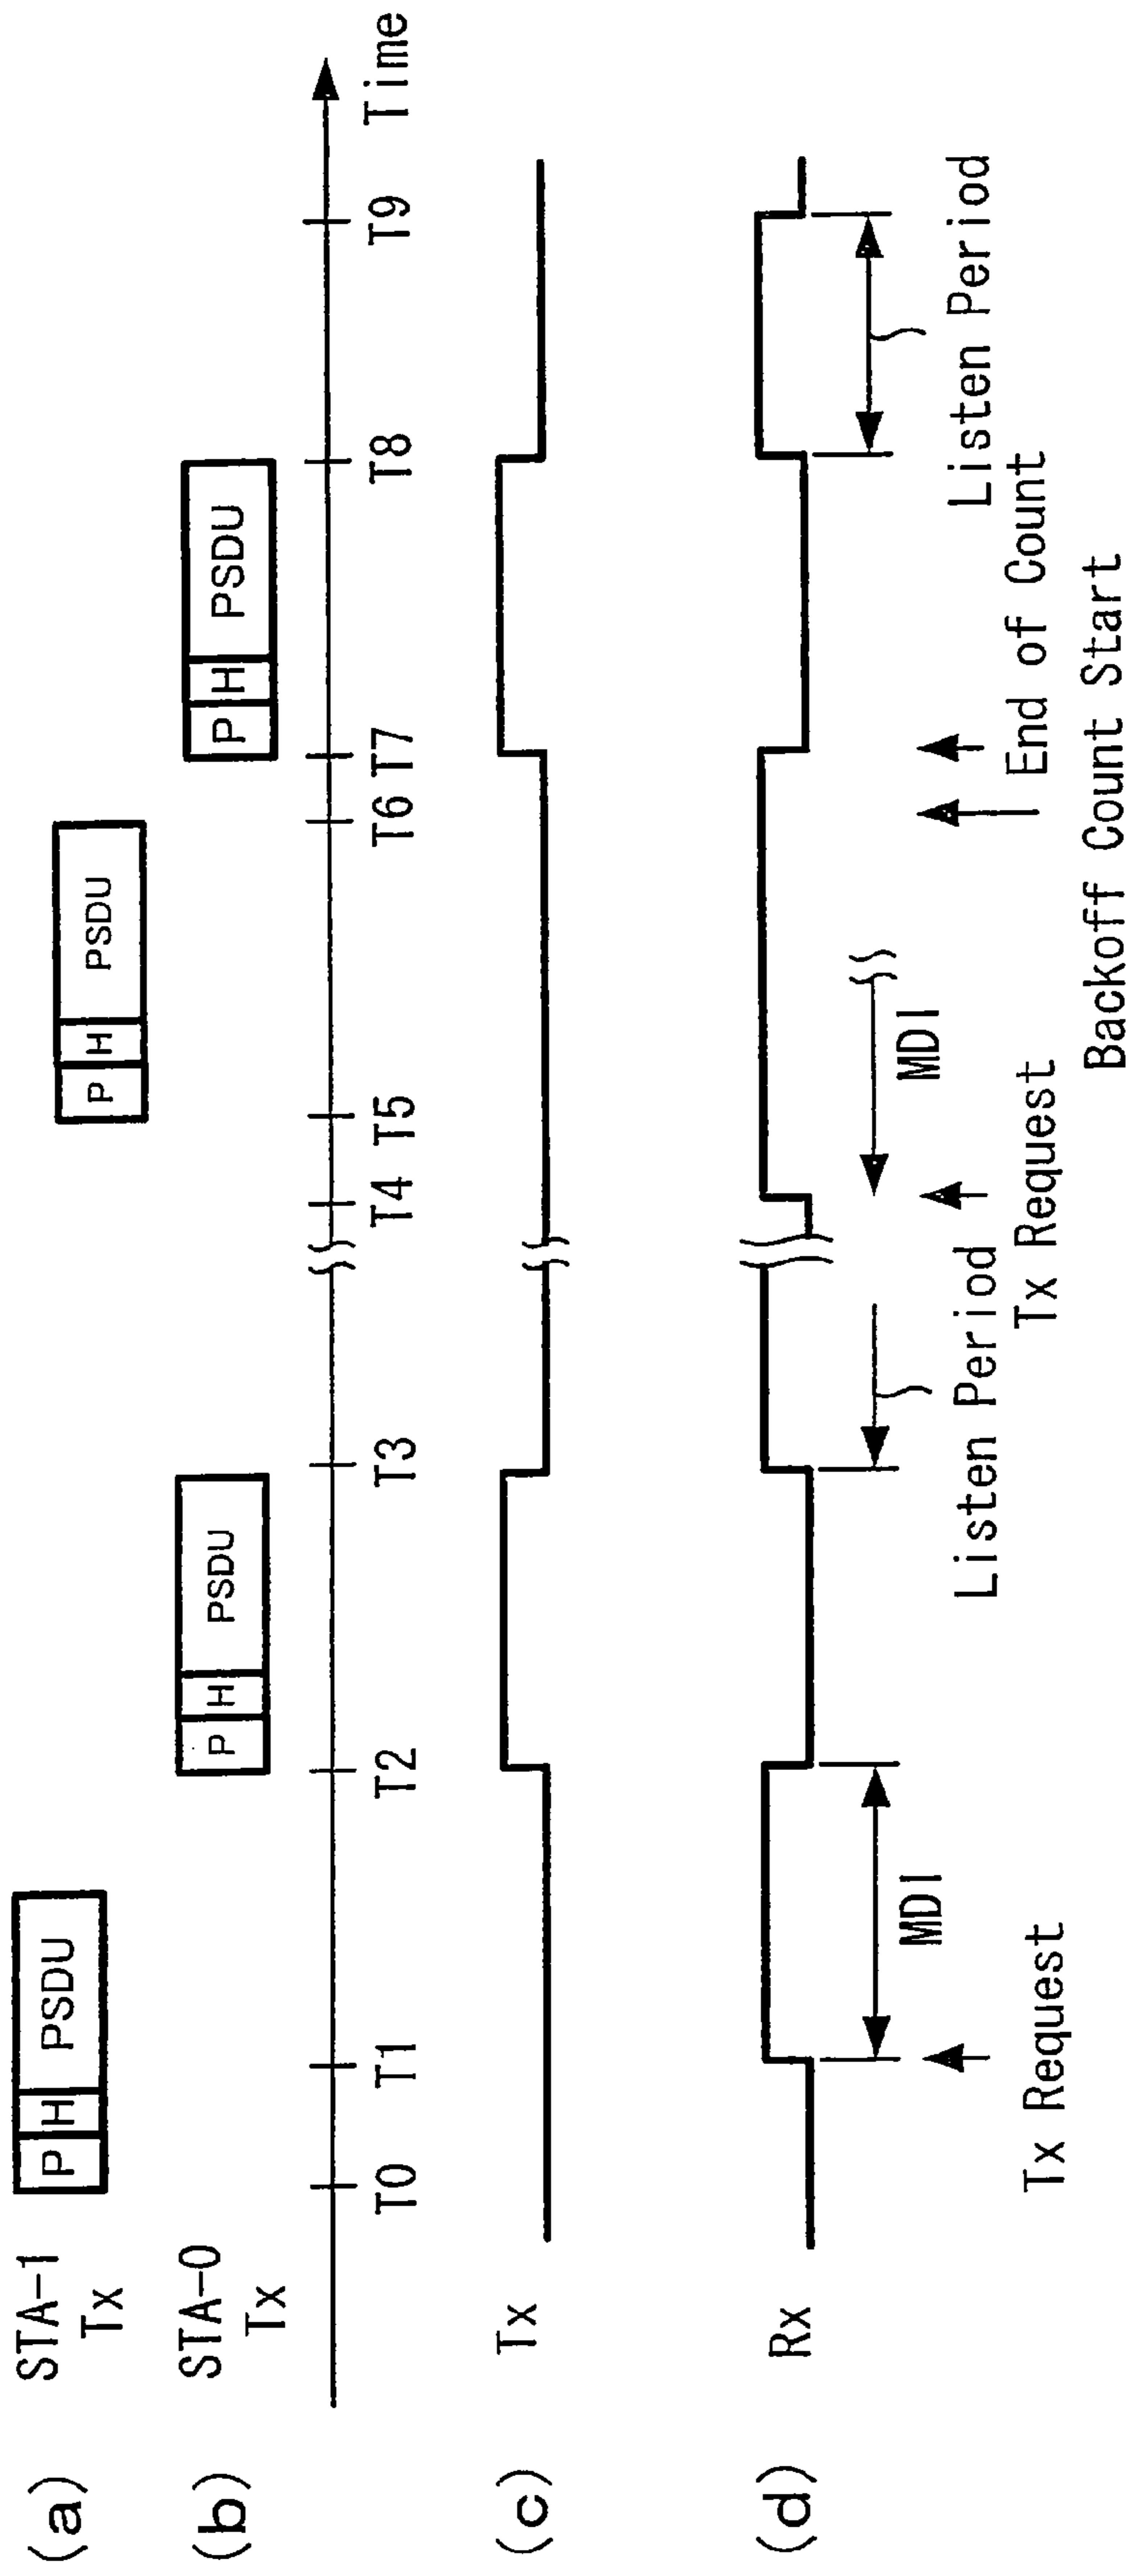 (a) STA-1 Tx
P H PSDU
P H PSDU
(b) STA-0 Tx
P H PSDU
P H PSDU
T0 T1 T2 T3 T4 T5 T6 T7 T8 T9 Time
(c) Tx
(d) Rx
MDI
MDI
Listen Period
Listen Period
Tx Request
Tx Request
End of Count
Backoff Count Start